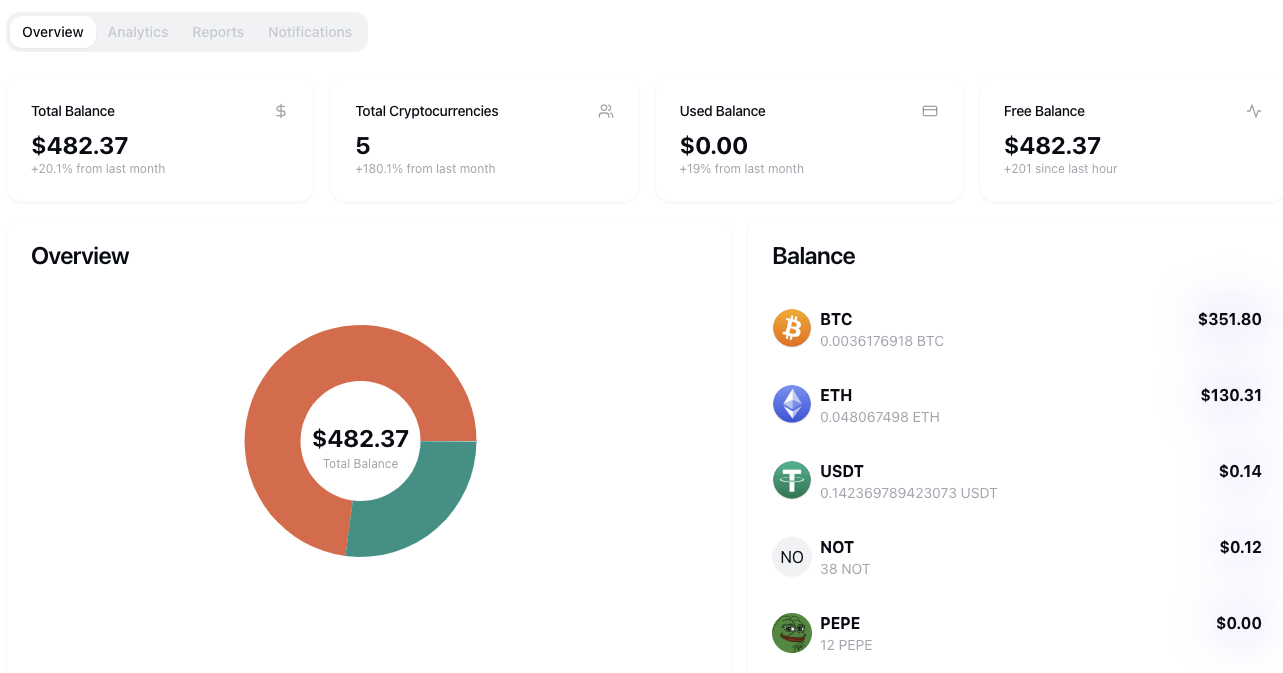 Overview Analytics Reports Notifications
Total Balance
$482.37
+20.1% from last month
Total Cryptocurrencies
5
+180.1% from last month
Used Balance
$0.00
+19% from last month
Free Balance
$482.37
+201 since last hour
Overview
$482.37
Total Balance
Balance
BTC $351.80
0.0036176918 BTC
ETH $130.31
0.048067498 ETH
USDT $0.14
0.142369789423073 USDT
NO
NOT $0.12
38 NOT
PEPE $0.00
12 PEPE